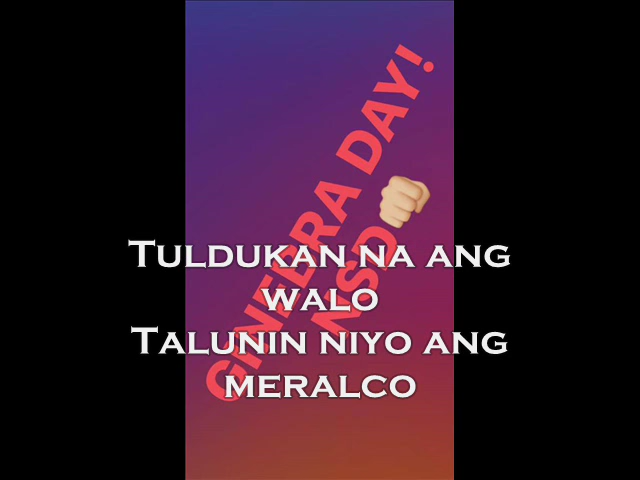 GINEBRA DAY!
NSD👊🏼
Tuldukan na ang
walo
Talunin niyo ang
meralco